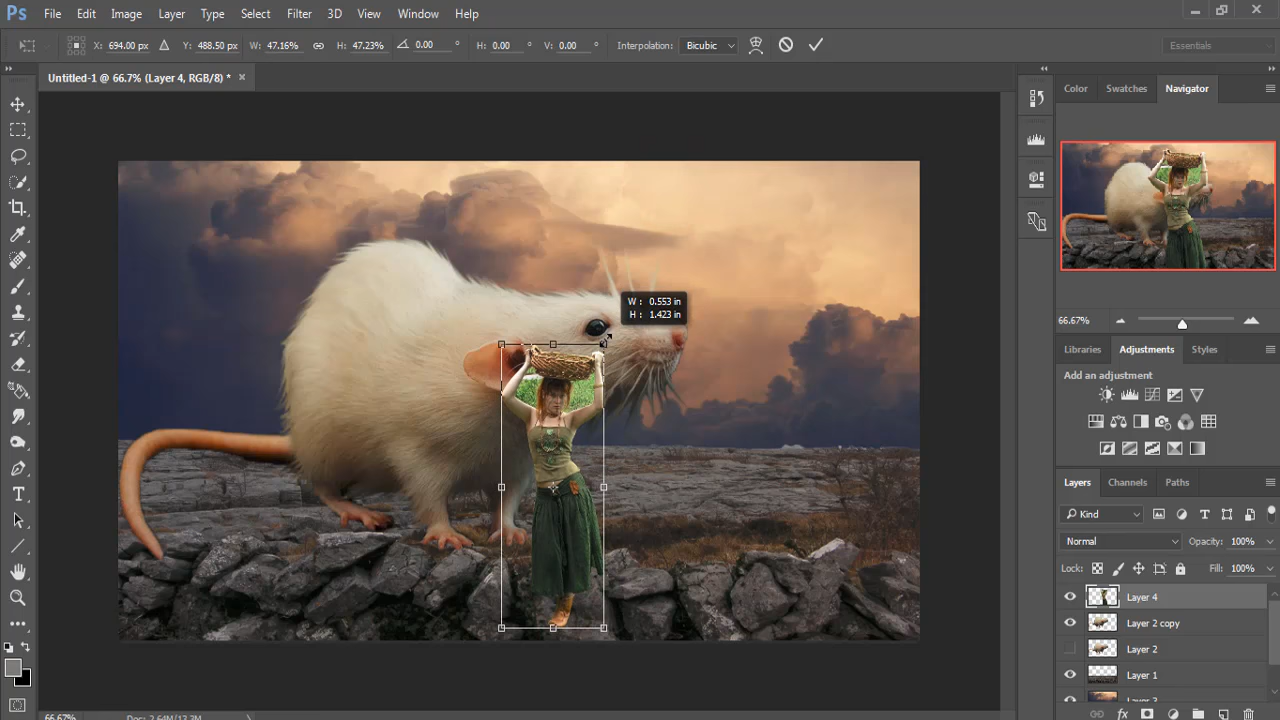 Ps File Edit Image Layer Type Select Filter 3D View Window Help
X: 694.00 px Y: 488.50 px W: 47.16% H: 47.23% 0.00 ° H: 0.00 ° V: 0.00 ° Interpolation: Bicubic Essentials
Untitled-1 @ 66.7% (Layer 4, RGB/8) * ×
Color Swatches Navigator
W : 0.553 in
H : 1.423 in
66.67%
Libraries Adjustments Styles
Add an adjustment
Layers Channels Paths
Kind
Normal Opacity: 100%
Lock: Fill: 100%
Layer 4
Layer 2 copy
Layer 2
Layer 1
Layer 3
66.67% Doc: 2.64M/13.7M
fx